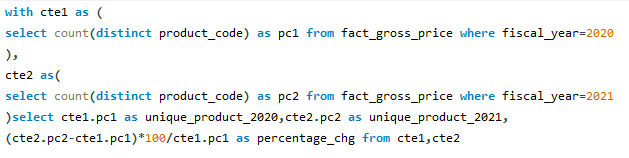 with cte1 as (
select count(distinct product_code) as pc1 from fact_gross_price where fiscal_year=2020
),
cte2 as(
select count(distinct product_code) as pc2 from fact_gross_price where fiscal_year=2021
)select cte1.pc1 as unique_product_2020,cte2.pc2 as unique_product_2021,
(cte2.pc2-cte1.pc1)*100/cte1.pc1 as percentage_chg from cte1,cte2